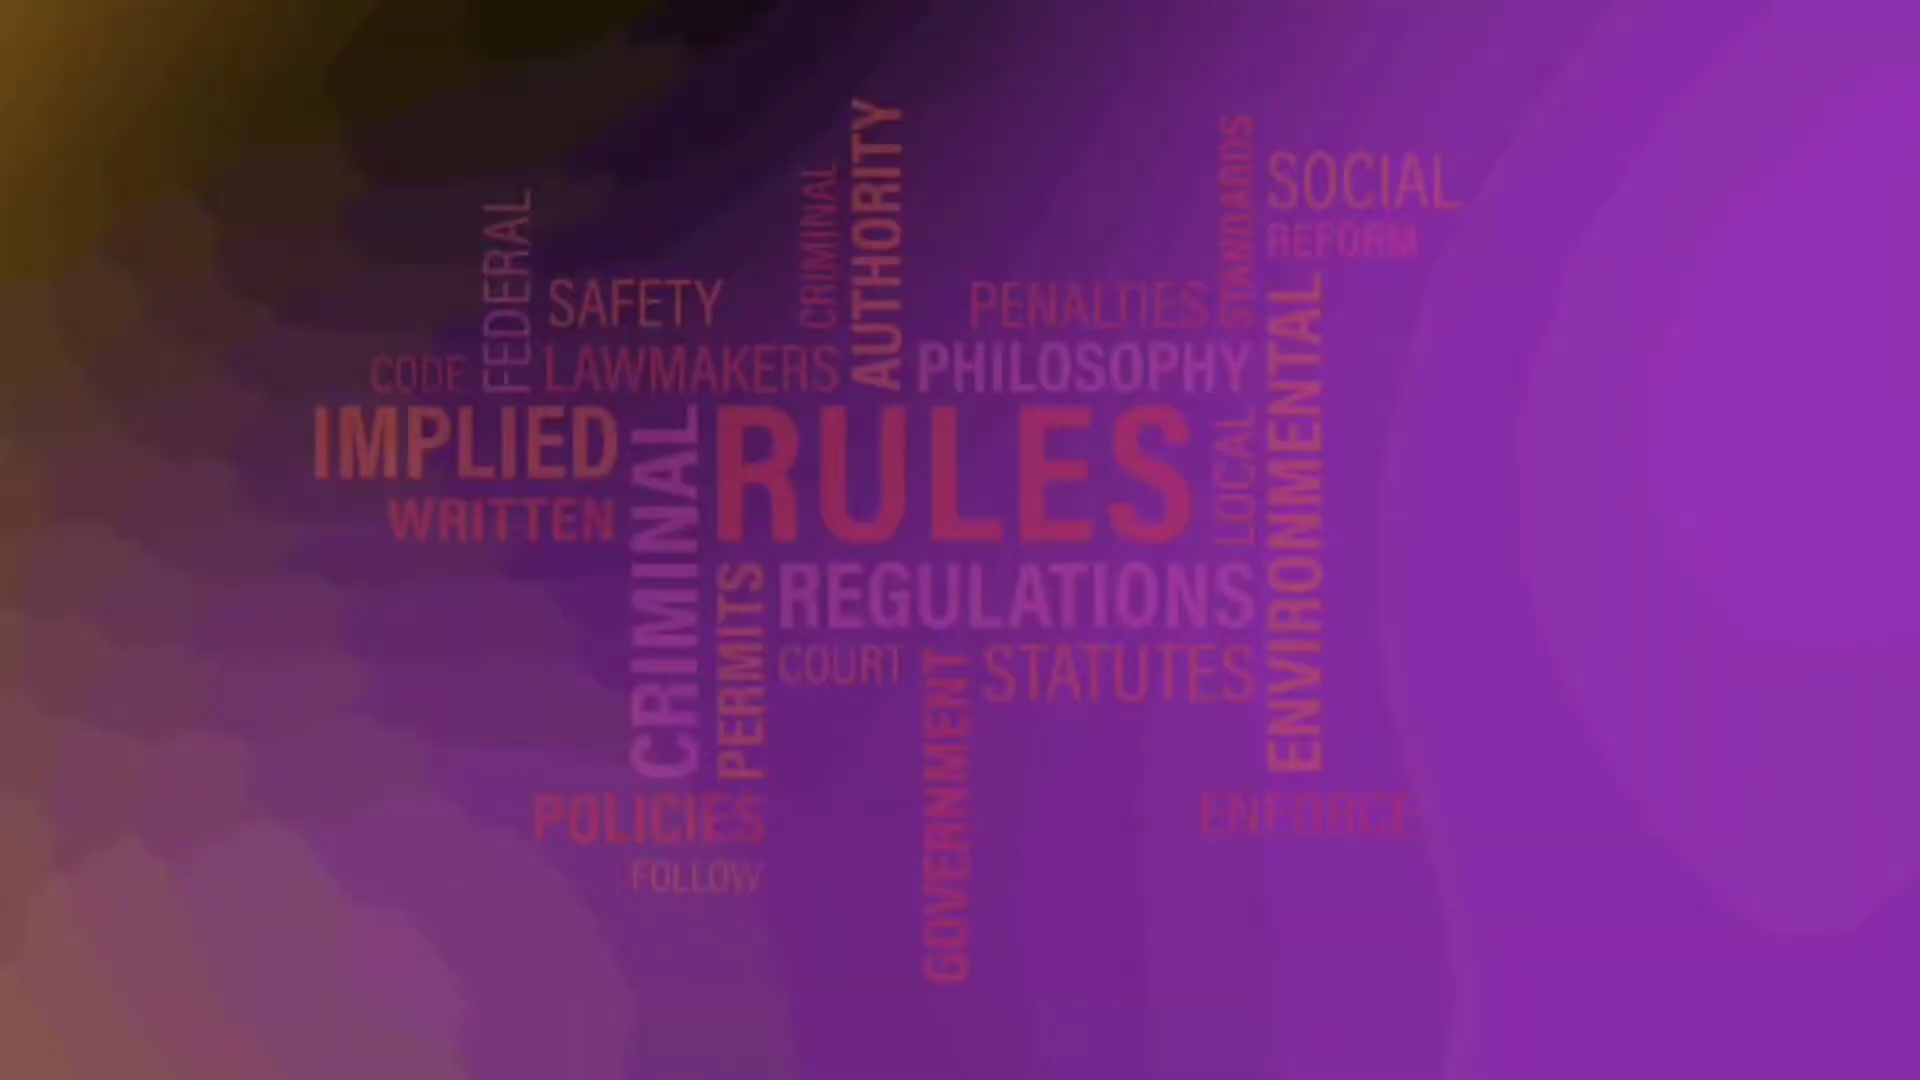 FEDERAL
CRIMINAL
AUTHORITY
STANDARDS
SOCIAL
REFORM
SAFETY
PENALTIES
CODE
LAWMAKERS
PHILOSOPHY
ENVIRONMENTAL
IMPLIED
CRIMINAL
RULES
LOCAL
WRITTEN
PERMITS
REGULATIONS
COURT
GOVERNMENT
STATUTES
POLICIES
ENFORCE
FOLLOW